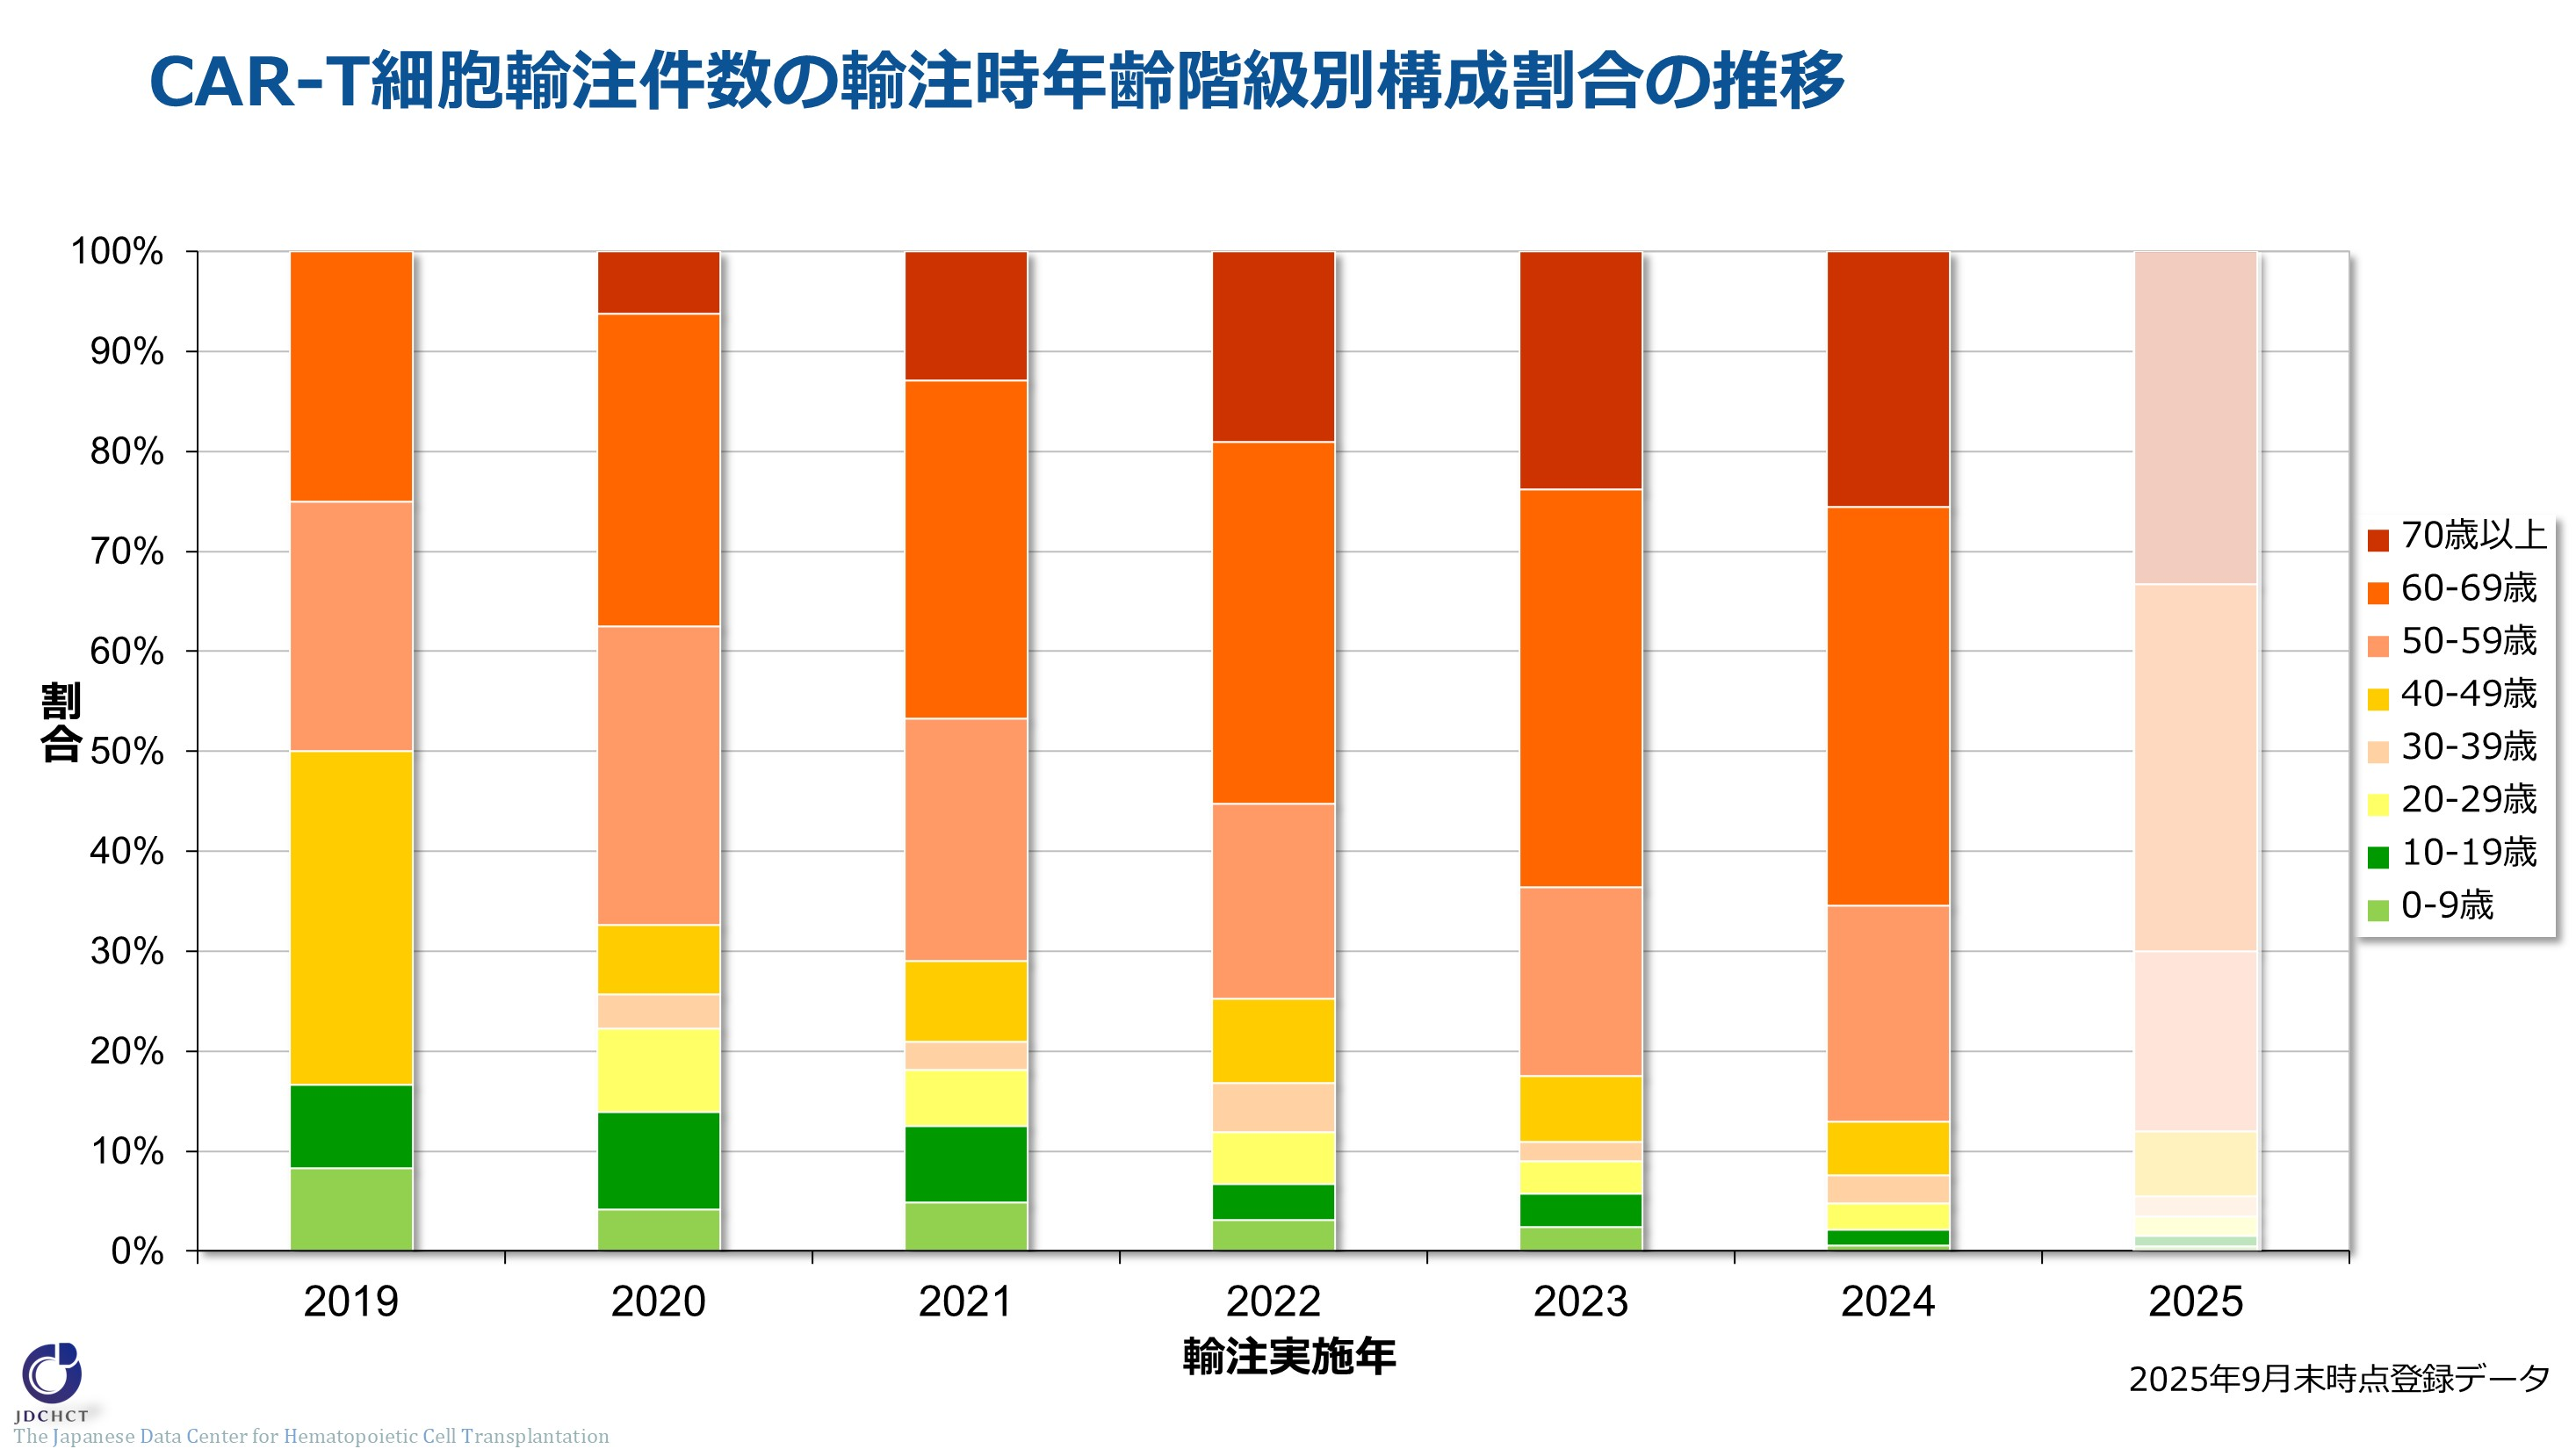 CAR-T細胞輸注件数の輸注時年齢階級別構成割合の推移
100%
90%
80%
70%
60%
50%
40%
30%
20%
10%
0%
割合
2019 2020 2021 2022 2023 2024 2025
輸注実施年
70歳以上
60-69歳
50-59歳
40-49歳
30-39歳
20-29歳
10-19歳
0-9歳
2025年9月末時点登録データ
JDCHCT
The Japanese Data Center for Hematopoietic Cell Transplantation